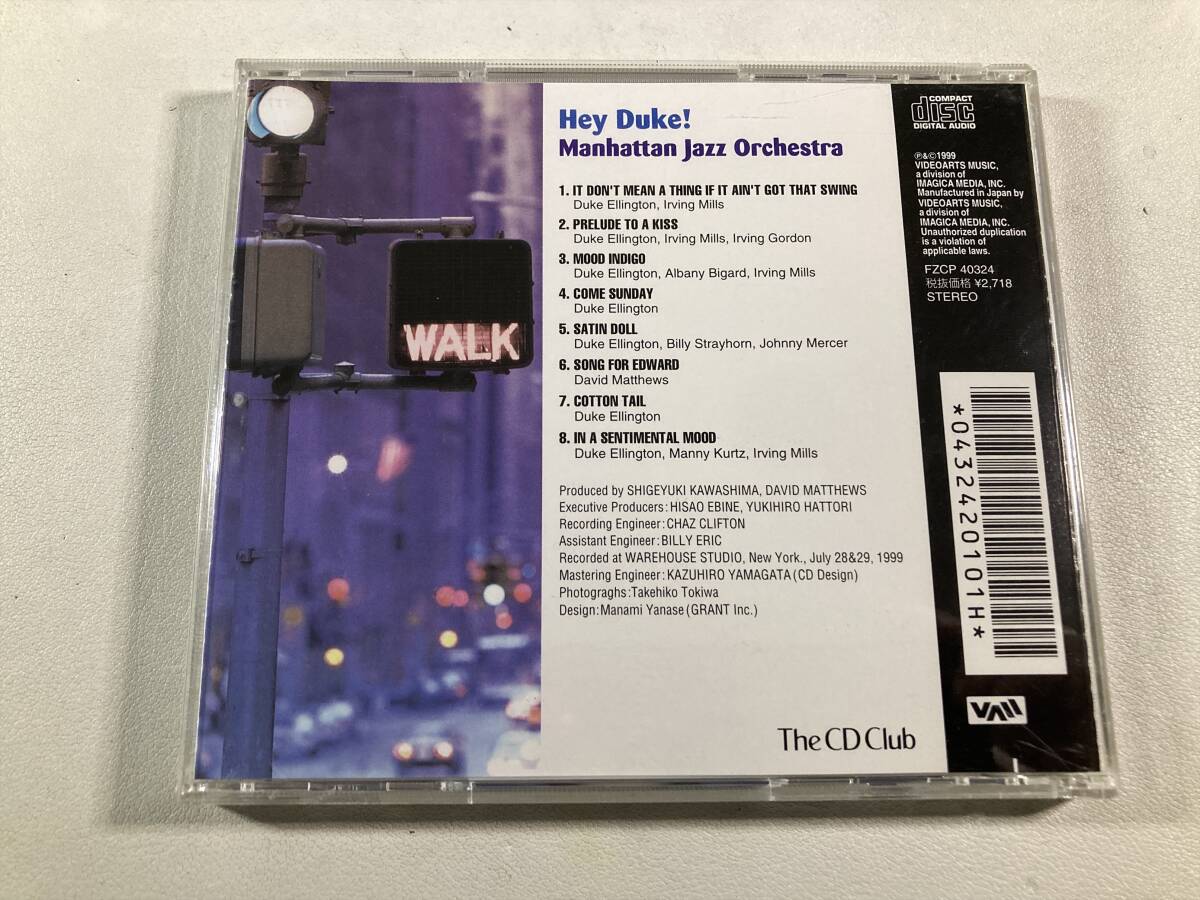 WALK
Hey Duke!
Manhattan Jazz Orchestra
1. IT DON'T MEAN A THING IF IT AIN'T GOT THAT SWING
Duke Ellington, Irving Mills
2. PRELUDE TO A KISS
Duke Ellington, Irving Mills, Irving Gordon
3. MOOD INDIGO
Duke Ellington, Albany Bigard, Irving Mills
4. COME SUNDAY
Duke Ellington
5. SATIN DOLL
Duke Ellington, Billy Strayhorn, Johnny Mercer
6. SONG FOR EDWARD
David Matthews
7. COTTON TAIL
Duke Ellington
8. IN A SENTIMENTAL MOOD
Duke Ellington, Manny Kurtz, Irving Mills
Produced by SHIGEYUKI KAWASHIMA, DAVID MATTHEWS
Executive Producers:HISAO EBINE, YUKIHIRO HATTORI
Recording Engineer:CHAZ CLIFTON
Assistant Engineer:BILLY ERIC
Recorded at WAREHOUSE STUDIO, New York., July 28&29, 1999
Mastering Engineer:KAZUHIRO YAMAGATA(CD Design)
Photograghs:Takehiko Tokiwa
Design:Manami Yanase(GRANT Inc.)
The CD Club
COMPACT
disc
DIGITAL AUDIO
℗&©1999
VIDEOARTS MUSIC,
a division of
IMAGICA MEDIA, INC.
Manufactured in Japan by
VIDEOARTS MUSIC,
a division of
IMAGICA MEDIA, INC.
Unauthorized duplication
is a violation of
applicable laws.
FZCP 40324
税抜価格 ¥2,718
STEREO
*0432420101H*